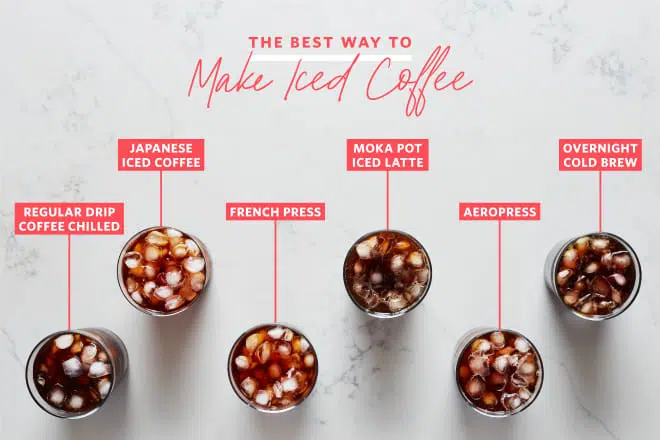 THE BEST WAY TO
Make Iced Coffee
JAPANESE
ICED COFFEE
MOKA POT
ICED LATTE
OVERNIGHT
COLD BREW
REGULAR DRIP
COFFEE CHILLED
FRENCH PRESS
AEROPRESS